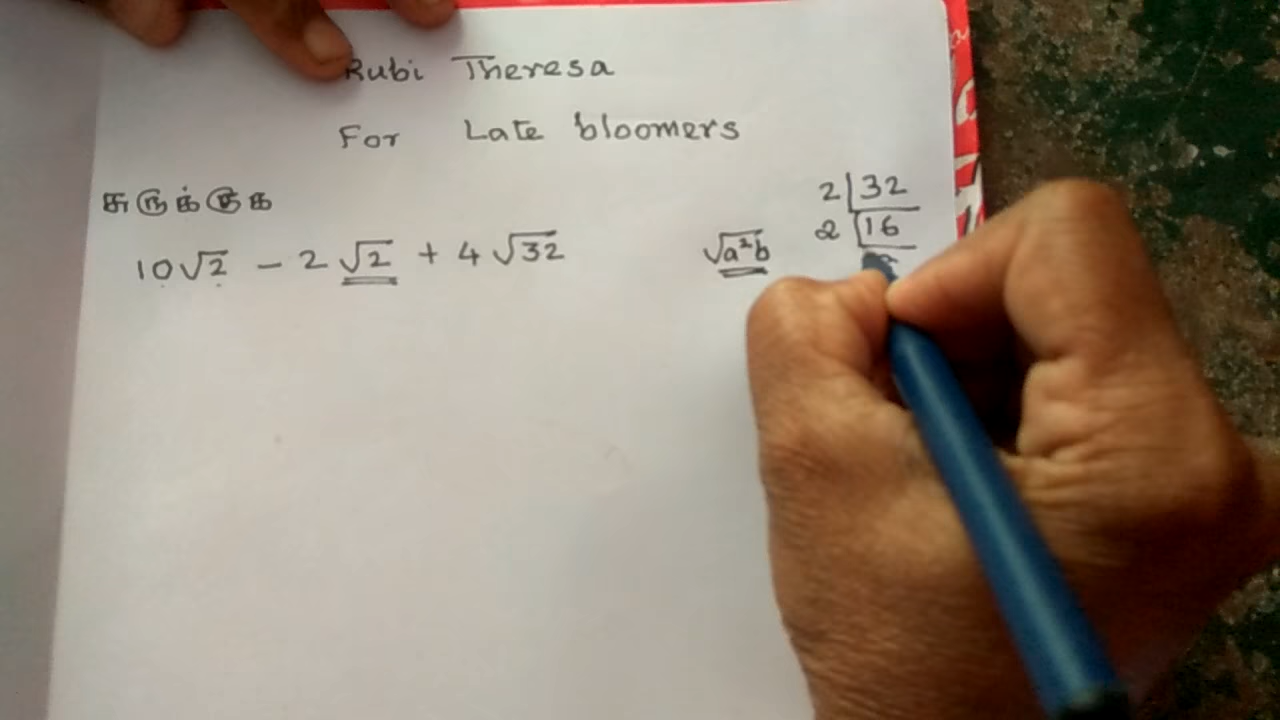 Rubi Theresa
For Late bloomers
சுருக்குக
10√2 − 2√2 + 4√32
√a²b
2|32
2|16